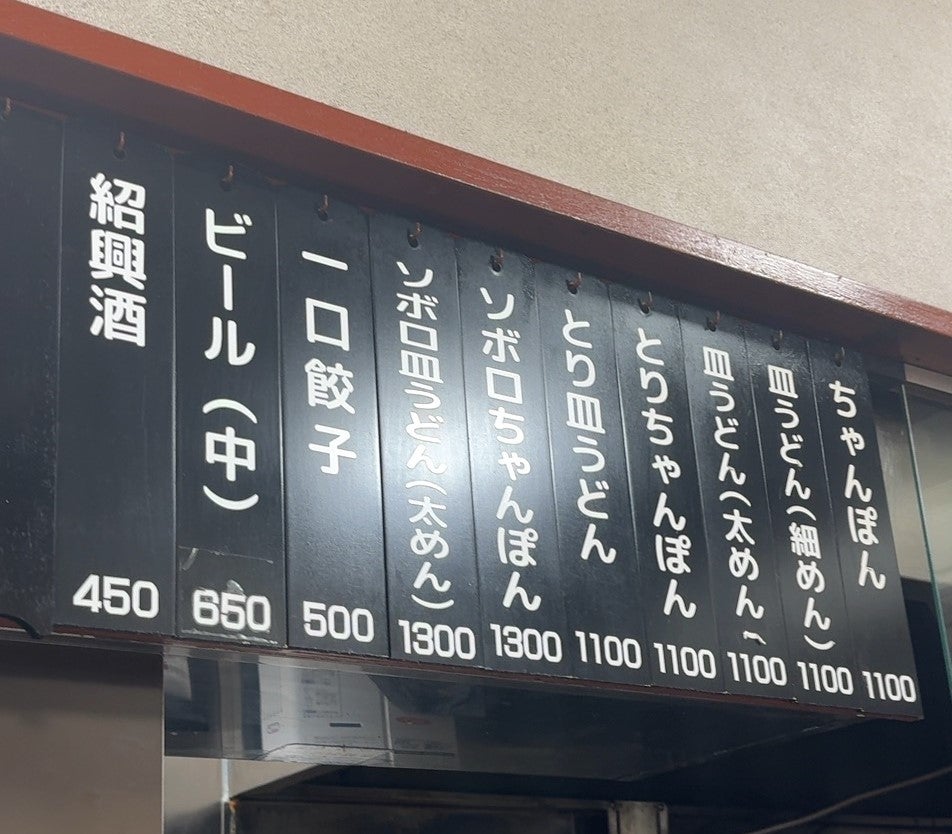 ちゃんぽん 1100
皿うどん(細めん) 1100
皿うどん(太めん( 1100
とりちゃんぽん 1100
とり皿うどん 1100
ソボロちゃんぽん 1300
ソボロ皿うどん(太めん) 1300
一口餃子 500
ビール(中) 650
紹興酒 450